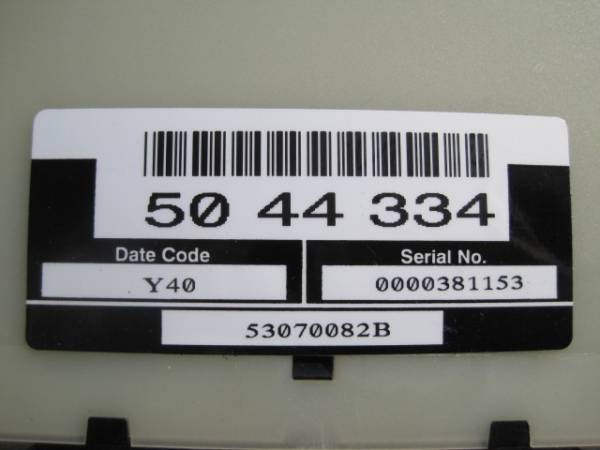 50 44 334
Date Code
Serial No.
Y40
0000381153
53070082B